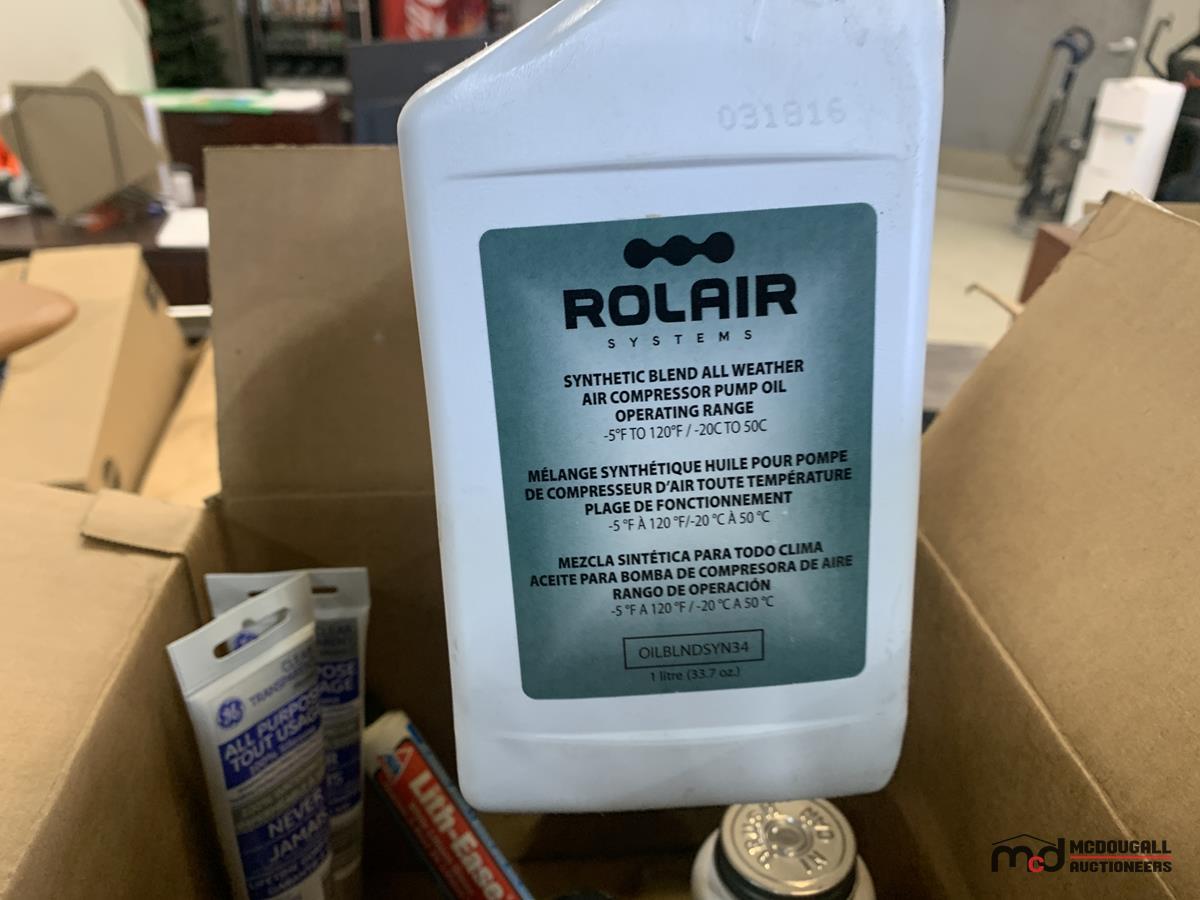 031816
ROLAIR
SYSTEMS
SYNTHETIC BLEND ALL WEATHER
AIR COMPRESSOR PUMP OIL
OPERATING RANGE
-5°F TO 120°F / -20C TO 50C
MÉLANGE SYNTHÉTIQUE HUILE POUR POMPE
DE COMPRESSEUR D'AIR TOUTE TEMPÉRATURE
PLAGE DE FONCTIONNEMENT
-5 °F À 120 °F/-20 °C À 50 °C
MEZCLA SINTÉTICA PARA TODO CLIMA
ACEITE PARA BOMBA DE COMPRESORA DE AIRE
RANGO DE OPERACIÓN
-5 °F A 120 °F / -20 °C A 50 °C
OILBLNDSYN34
1 litre (33.7 oz.)
GE
ALL PURPOSE
TOUT USAGE
NEVER
JAMAIS
Lith-Ease
mcd MCDOUGALL
AUCTIONEERS